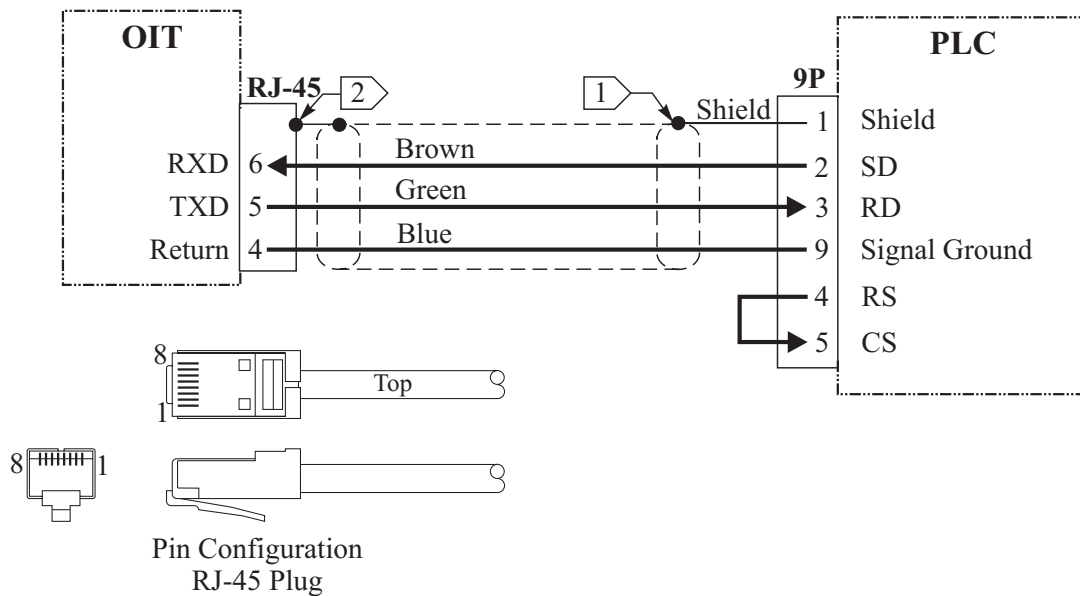 OIT
PLC
RJ-45
2
1
9P
Shield
1 Shield
RXD 6
Brown
2 SD
TXD 5
Green
3 RD
Return 4
Blue
9 Signal Ground
4 RS
5 CS
8
1
Top
8
1
Pin Configuration
RJ-45 Plug